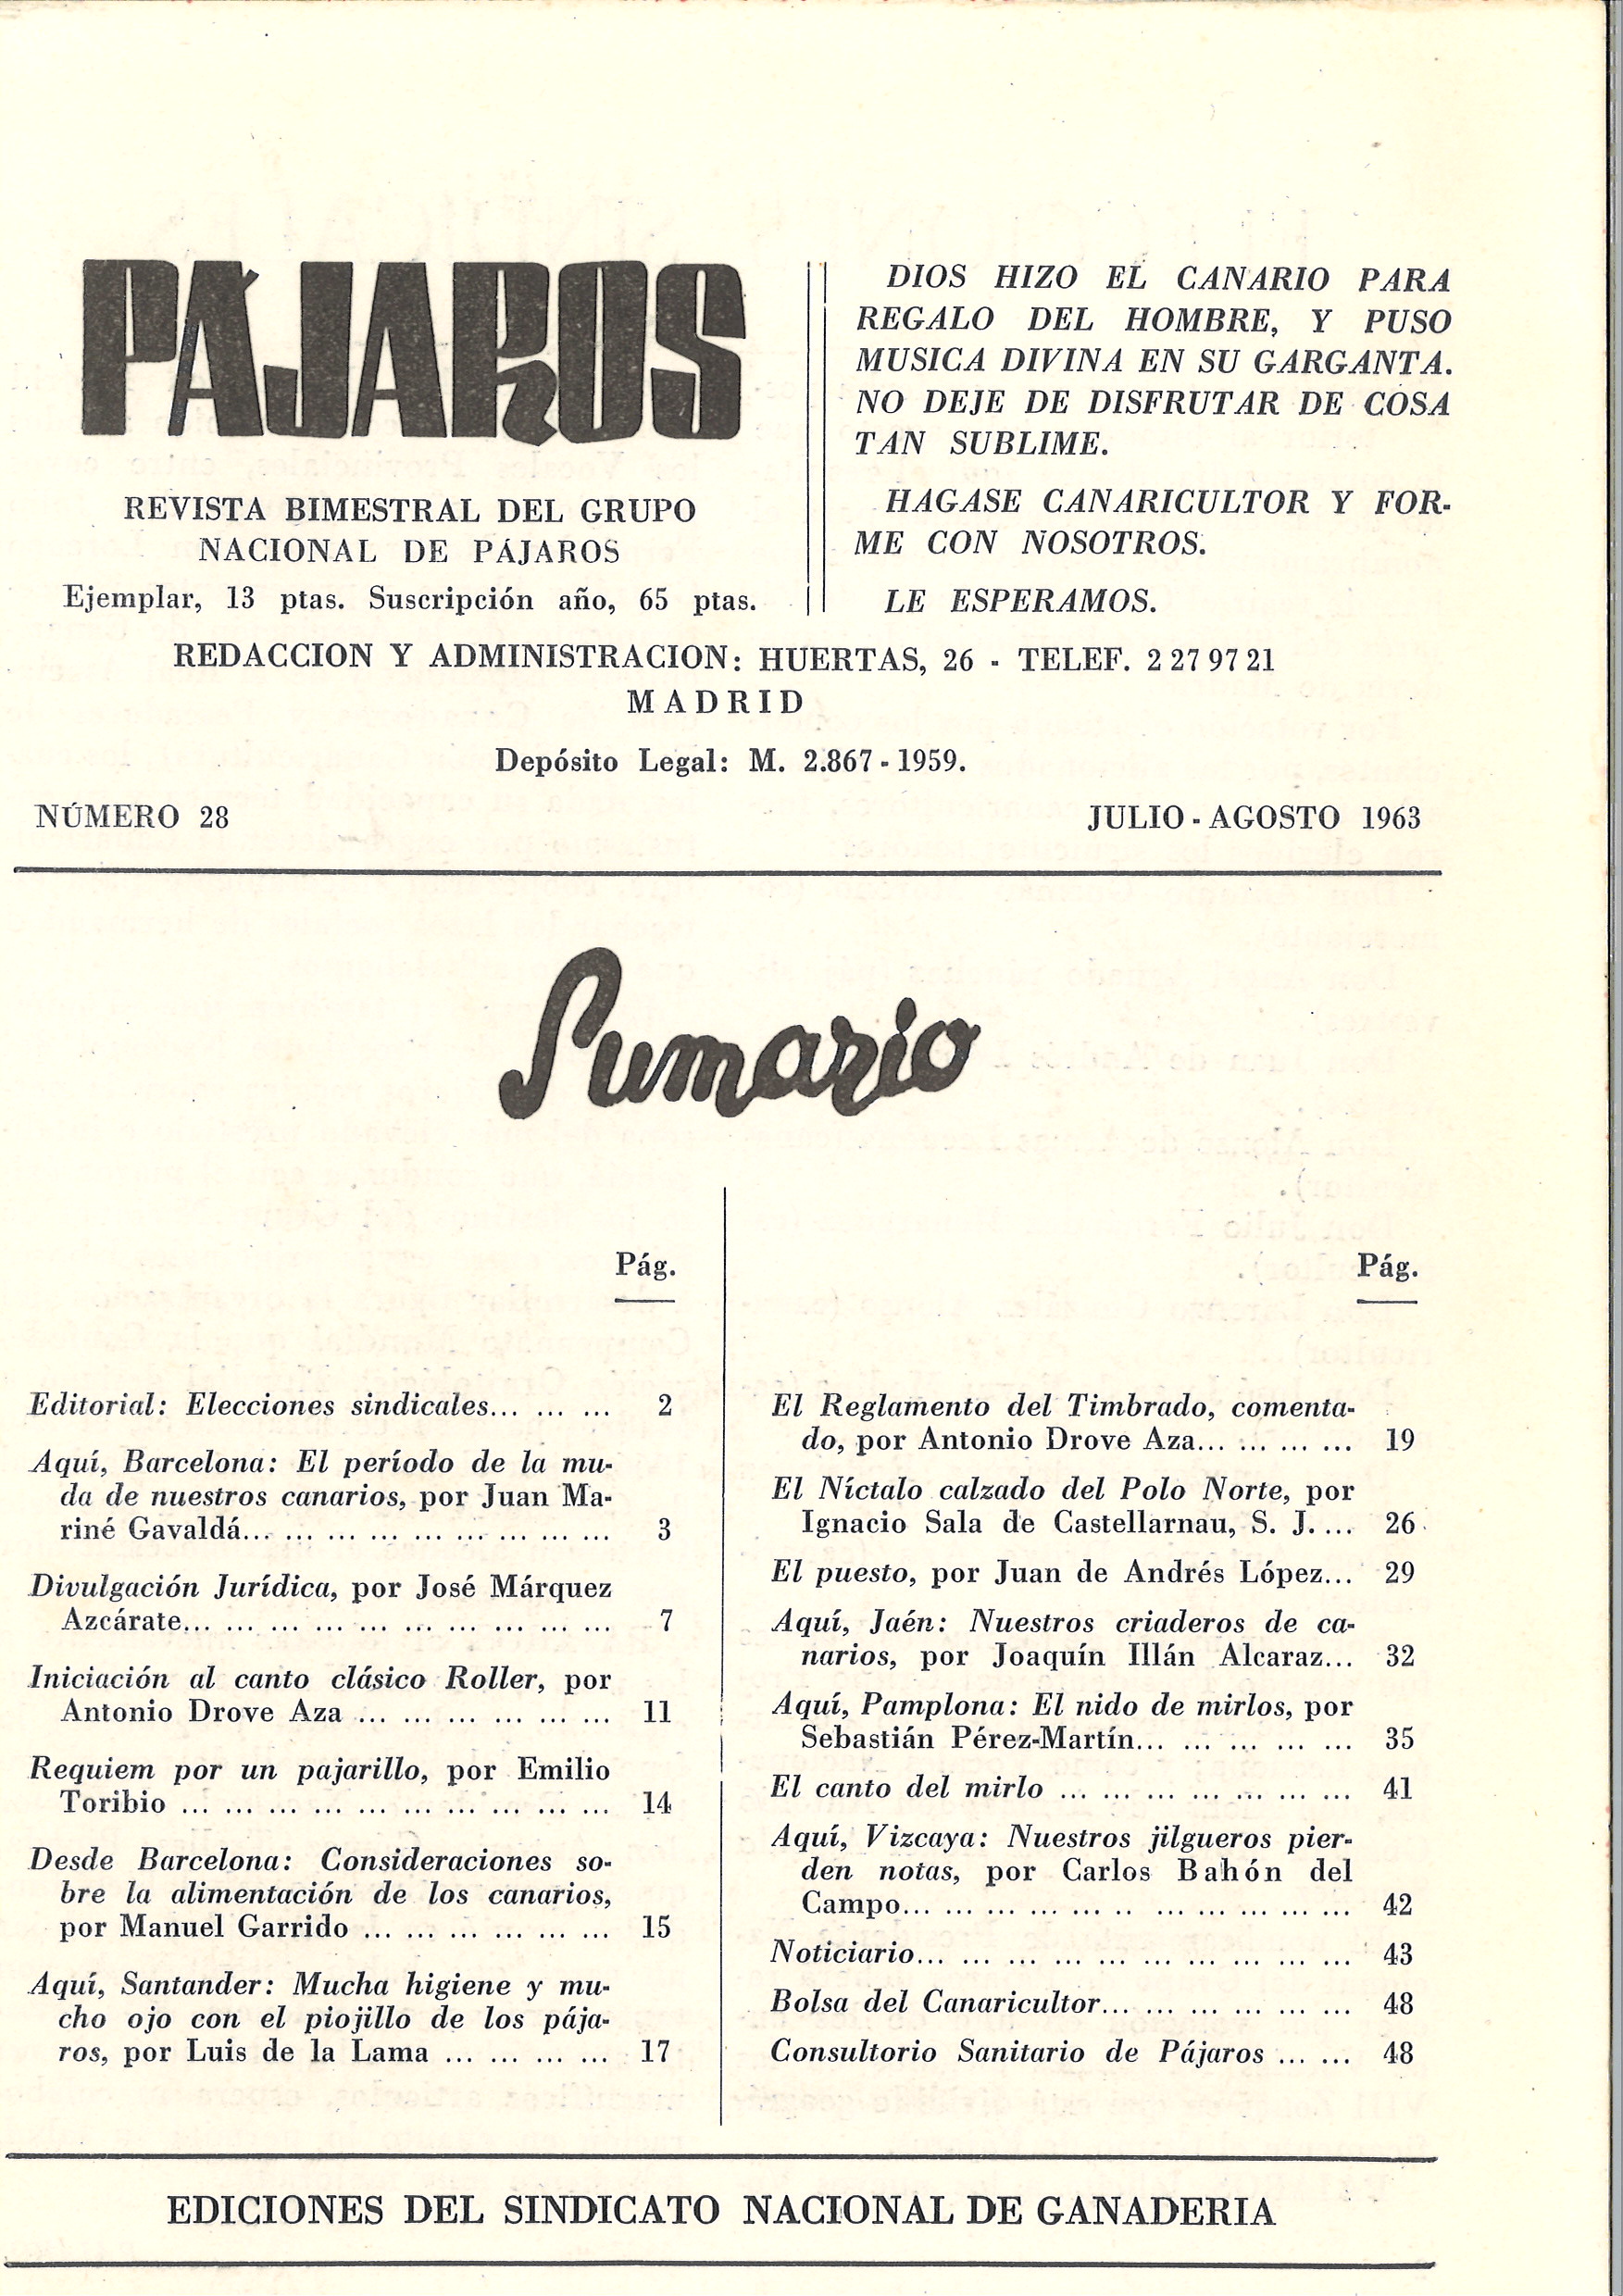 PÁJAROS
REVISTA BIMESTRAL DEL GRUPO
NACIONAL DE PÁJAROS
Ejemplar, 13 ptas. Suscripción año, 65 ptas.
DIOS HIZO EL CANARIO PARA
REGALO DEL HOMBRE, Y PUSO
MUSICA DIVINA EN SU GARGANTA.
NO DEJE DE DISFRUTAR DE COSA
TAN SUBLIME.
HAGASE CANARICULTOR Y FOR-
ME CON NOSOTROS.
LE ESPERAMOS.
REDACCION Y ADMINISTRACION: HUERTAS, 26 - TELEF. 2 27 97 21
MADRID
Depósito Legal: M. 2.867 - 1959.
NÚMERO 28
JULIO - AGOSTO 1963
Sumario
Pág.
Editorial: Elecciones sindicales... ... ... 2
Aquí, Barcelona: El período de la mu-
da de nuestros canarios, por Juan Ma-
riné Gavaldá... ... ... ... ... ... ... ... ... 3
Divulgación Jurídica, por José Márquez
Azcárate... ... ... ... ... ... ... ... ... ... 7
Iniciación al canto clásico Roller, por
Antonio Drove Aza ... ... ... ... ... ... 11
Requiem por un pajarillo, por Emilio
Toribio ... ... ... ... ... ... ... ... ... ... 14
Desde Barcelona: Consideraciones so-
bre la alimentación de los canarios,
por Manuel Garrido ... ... ... ... ... ... 15
Aquí, Santander: Mucha higiene y mu-
cho ojo con el piojillo de los pája-
ros, por Luis de la Lama ... ... ... ... 17
Pág.
El Reglamento del Timbrado, comenta-
do, por Antonio Drove Aza... ... ... ... 19
El Níctalo calzado del Polo Norte, por
Ignacio Sala de Castellarnau, S. J. ... 26
El puesto, por Juan de Andrés López... 29
Aquí, Jaén: Nuestros criaderos de ca-
narios, por Joaquín Illán Alcaraz... 32
Aquí, Pamplona: El nido de mirlos, por
Sebastián Pérez-Martín... ... ... ... ... 35
El canto del mirlo ... ... ... ... ... ... ... 41
Aquí, Vizcaya: Nuestros jilgueros pier-
den notas, por Carlos Bahón del
Campo... ... ... ... ... .. ... ... ... ... ... 42
Noticiario... ... ... ... ... ... ... ... ... ... 43
Bolsa del Canaricultor... ... ... ... ... ... 48
Consultorio Sanitario de Pájaros ... ... 48
EDICIONES DEL SINDICATO NACIONAL DE GANADERIA